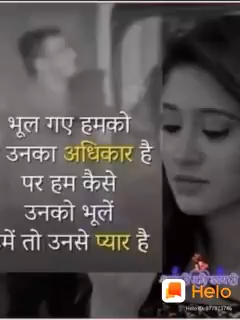 भूल गए हमको
उनका अधिकार है
पर हम कैसे
उनको भूलें
में तो उनसे प्यार है
Helo